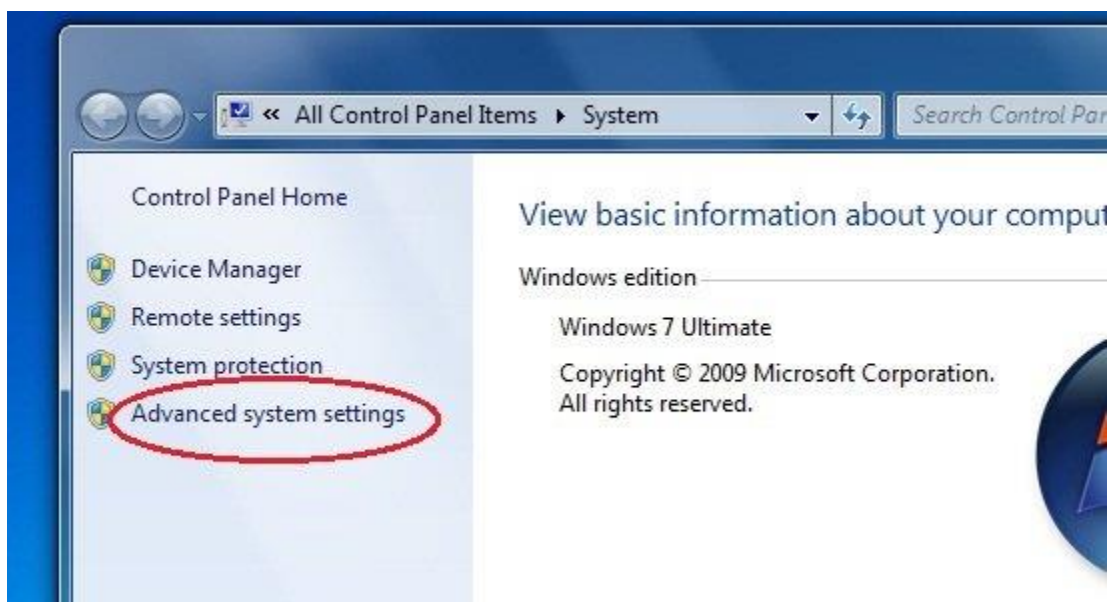 « All Control Panel Items ▸ System
Search Control Par
Control Panel Home
Device Manager
Remote settings
System protection
Advanced system settings
View basic information about your comput
Windows edition
Windows 7 Ultimate
Copyright © 2009 Microsoft Corporation.
All rights reserved.